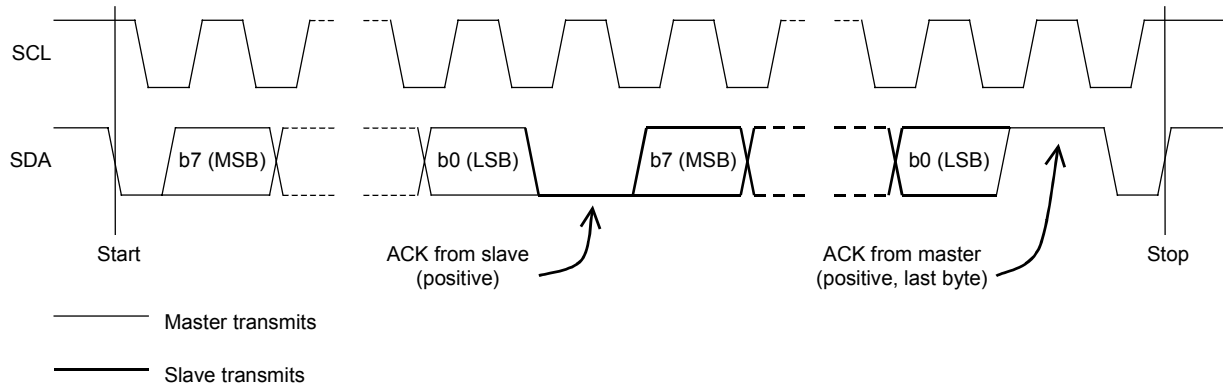 SCL
SDA
b7 (MSB)
b0 (LSB)
b7 (MSB)
b0 (LSB)
Start
ACK from slave
(positive)
ACK from master
(positive, last byte)
Stop
Master transmits
Slave transmits